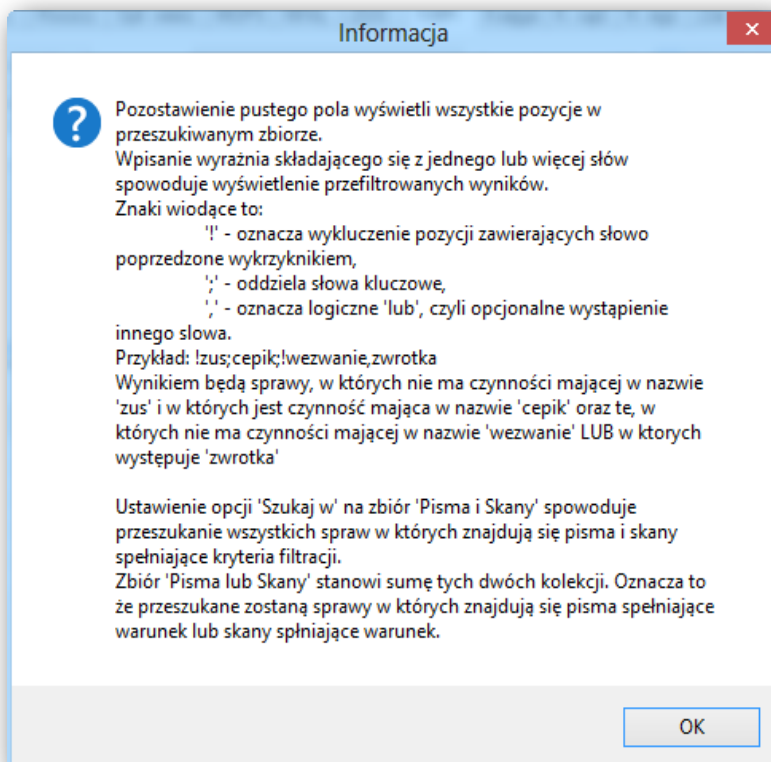 Informacja
Pozostawienie pustego pola wyświetli wszystkie pozycje w
przeszukiwanym zbiorze.
Wpisanie wyrażnia składającego się z jednego lub więcej słów
spowoduje wyświetlenie przefiltrowanych wyników.
Znaki wiodące to:
'!' - oznacza wykluczenie pozycji zawierających słowo
poprzedzone wykrzyknikiem,
';' - oddziela słowa kluczowe,
',' - oznacza logiczne 'lub', czyli opcjonalne wystąpienie
innego slowa.
Przykład: !zus;cepik;!wezwanie,zwrotka
Wynikiem będą sprawy, w których nie ma czynności mającej w nazwie
'zus' i w których jest czynność mająca w nazwie 'cepik' oraz te, w
których nie ma czynności mającej w nazwie 'wezwanie' LUB w ktorych
występuje 'zwrotka'
Ustawienie opcji 'Szukaj w' na zbiór 'Pisma i Skany' spowoduje
przeszukanie wszystkich spraw w których znajdują się pisma i skany
spełniające kryteria filtracji.
Zbiór 'Pisma lub Skany' stanowi sumę tych dwóch kolekcji. Oznacza to
że przeszukane zostaną sprawy w których znajdują się pisma spełniające
warunek lub skany spłniające warunek.
OK